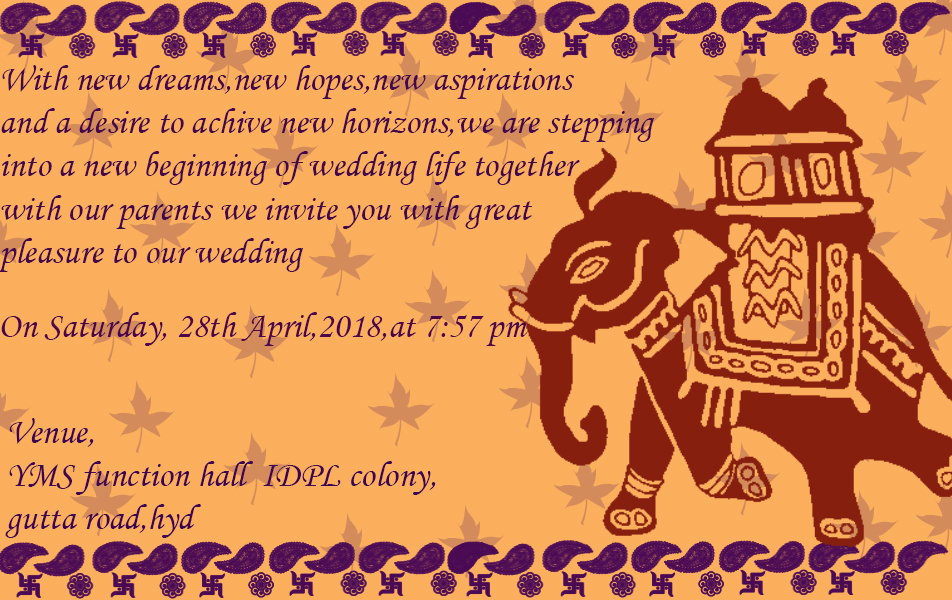 With new dreams,new hopes,new aspirations
and a desire to achive new horizons,we are stepping
into a new beginning of wedding life together
with our parents we invite you with great
pleasure to our wedding
On Saturday, 28th April,2018,at 7:57 pm
Venue,
YMS function hall IDPL colony,
gutta road,hyd